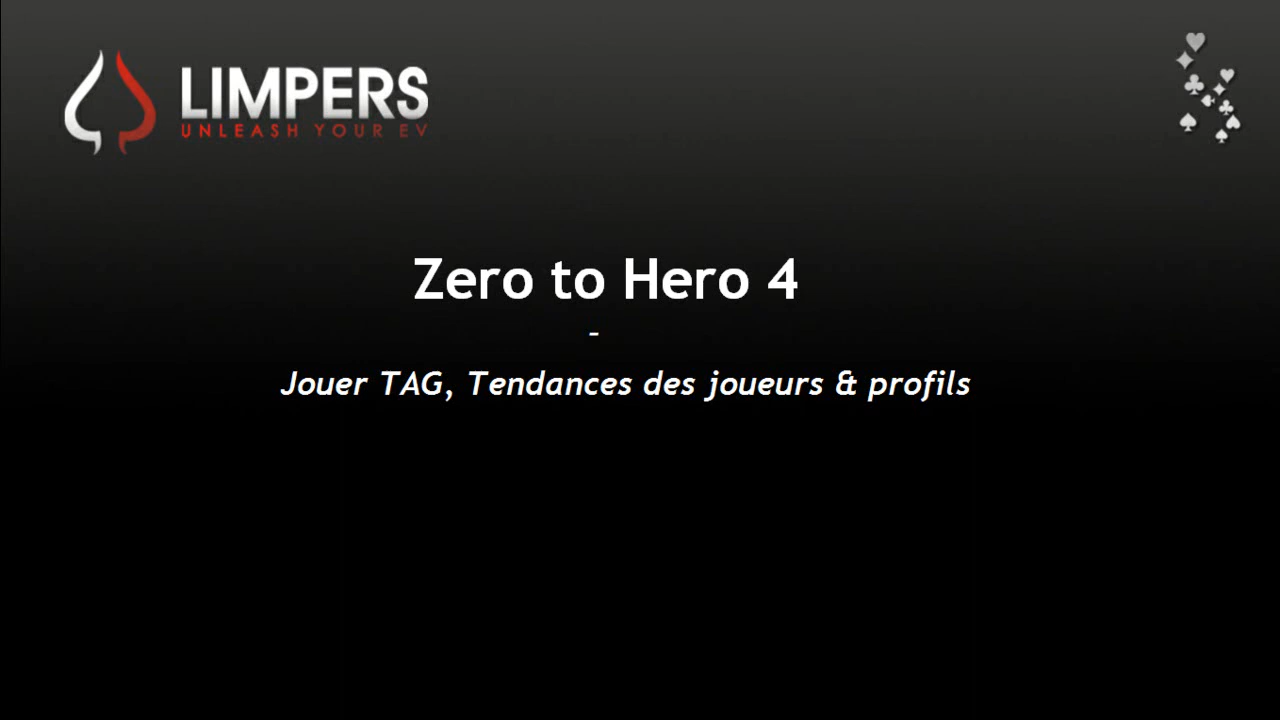 LIMPERS
UNLEASH YOUR EV
Zero to Hero 4
-
Jouer TAG, Tendances des joueurs & profils